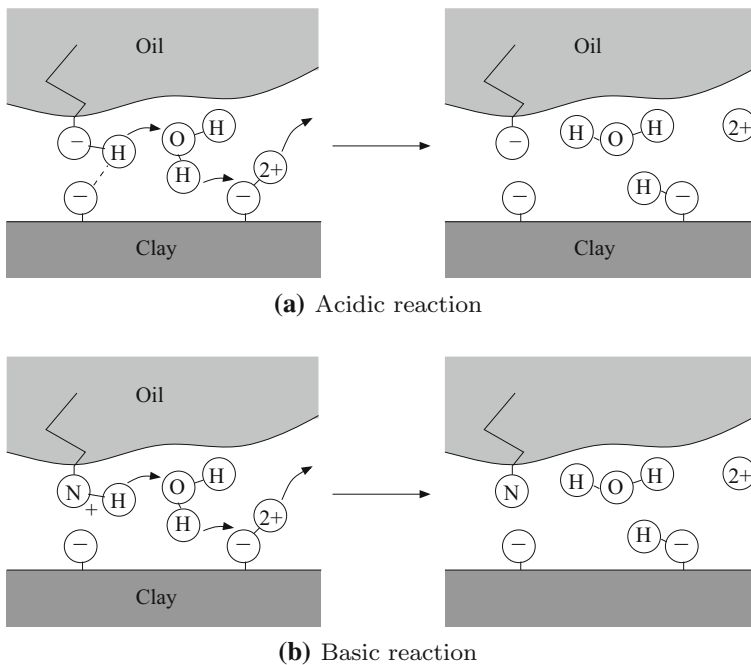 Oil
Oil
− H O H
H − 2+
−
H O H 2+
−
− H −
Clay
Clay
(a) Acidic reaction
Oil
Oil
N + H O H
H − 2+
−
N H O H 2+
− H −
Clay
(b) Basic reaction